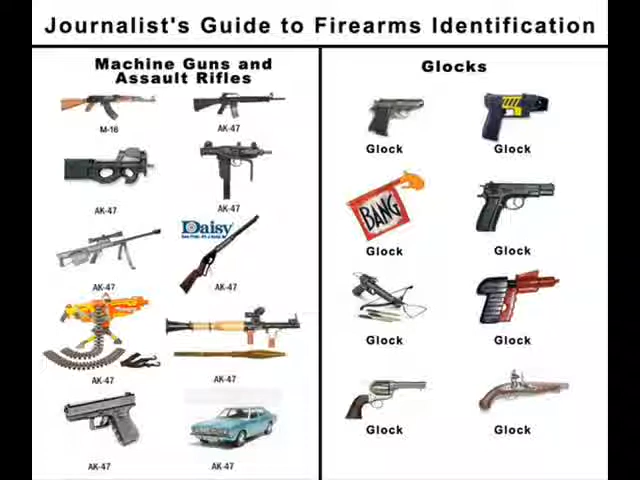 Journalist's Guide to Firearms Identification
Machine Guns and
Assault Rifles
M-16
AK-47
AK-47
AK-47
AK-47
Daisy
AK-47
AK-47
AK-47
AK-47
AK-47
Glocks
Glock
Glock
BANG
Glock
Glock
Glock
Glock
Glock
Glock